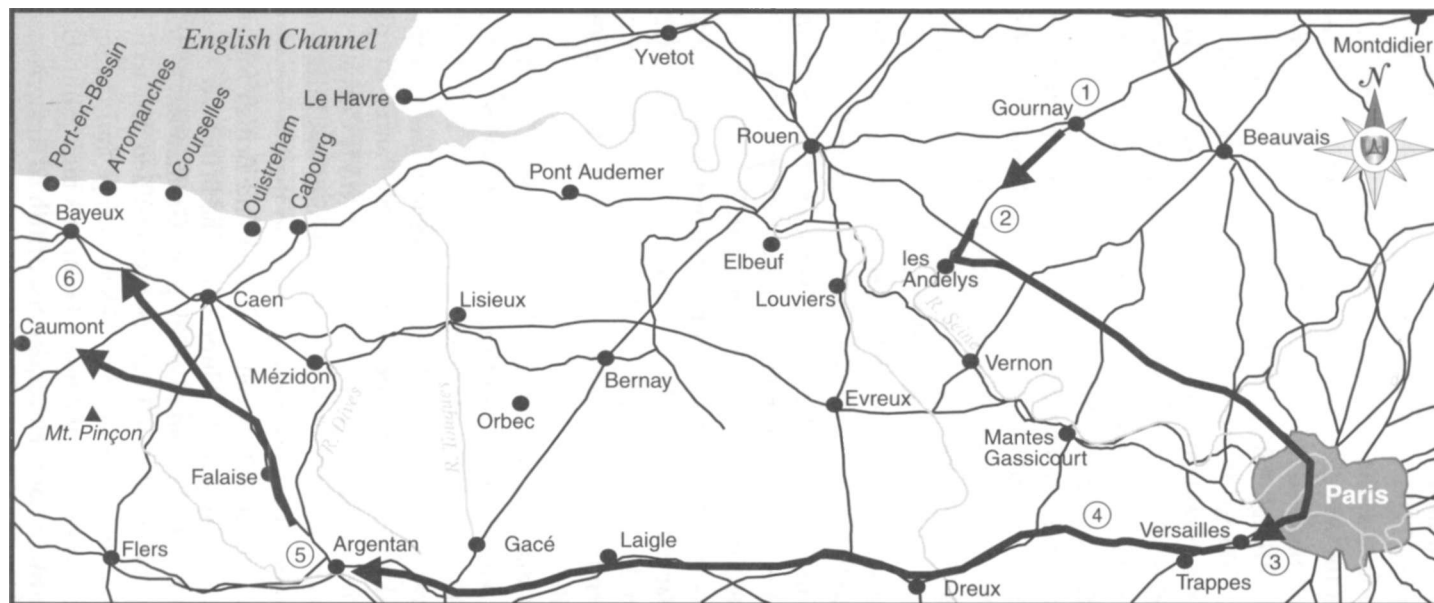 English Channel
Port-en-Bessin
Arromanches
Courselles
Ouistreham
Cabourg
Le Havre
Yvetot
Montdidier
N
Gournay
1
Rouen
Beauvais
Pont Audemer
2
Bayeux
Elbeuf
les
Andelys
6
Caen
Lisieux
Louviers
R. Seine
Caumont
Mézidon
Bernay
Vernon
Mt. Pinçon
R. Dives
R. Touques
Orbec
Evreux
Mantes
Gassicourt
Falaise
Paris
4
Versailles
Flers
5
Argentan
Gacé
Laigle
3
Trappes
Dreux